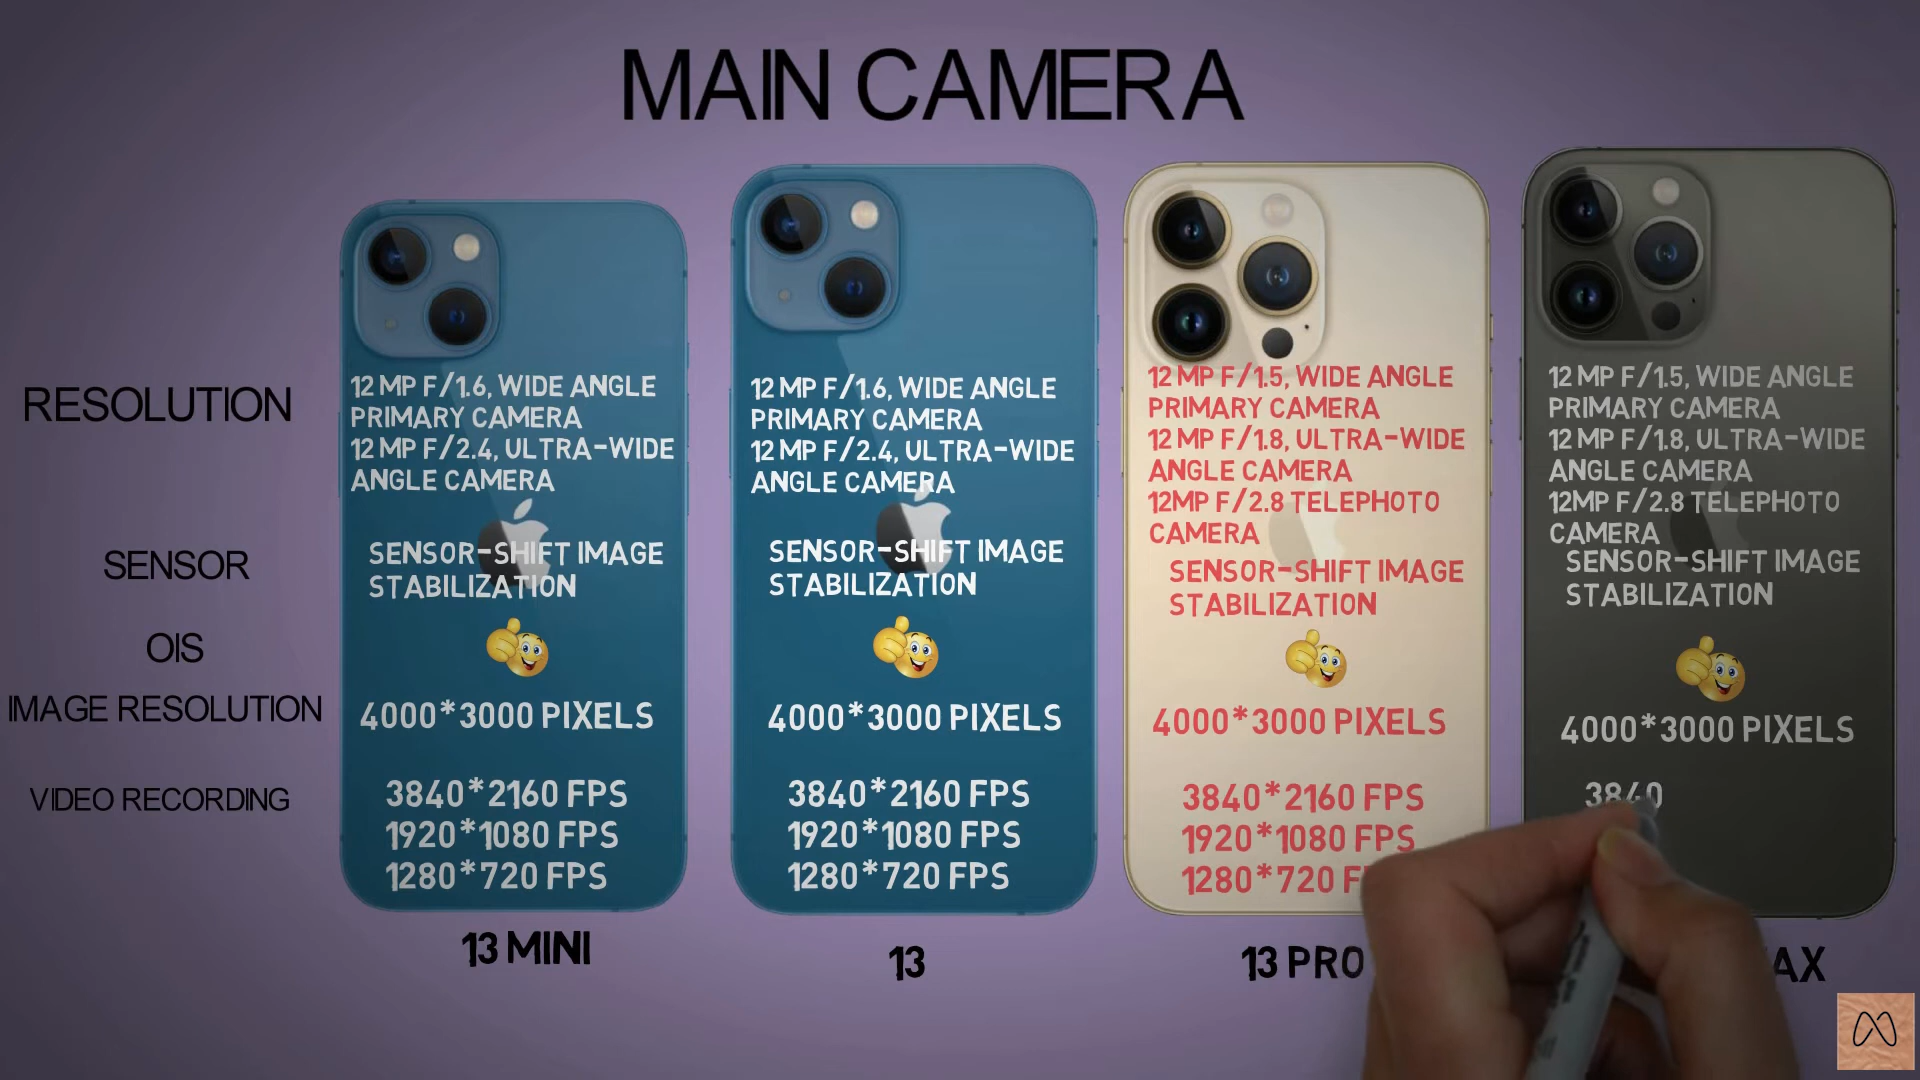 MAIN CAMERA
RESOLUTION
12 MP F/1.6, WIDE ANGLE
PRIMARY CAMERA
12 MP F/2.4, ULTRA-WIDE
ANGLE CAMERA
12 MP F/1.6, WIDE ANGLE
PRIMARY CAMERA
12 MP F/2.4, ULTRA-WIDE
ANGLE CAMERA
12 MP F/1.5, WIDE ANGLE
PRIMARY CAMERA
12 MP F/1.8, ULTRA-WIDE
ANGLE CAMERA
12MP F/2.8 TELEPHOTO
CAMERA
12 MP F/1.5, WIDE ANGLE
PRIMARY CAMERA
12 MP F/1.8, ULTRA-WIDE
ANGLE CAMERA
12MP F/2.8 TELEPHOTO
CAMERA
SENSOR
SENSOR-SHIFT IMAGE
STABILIZATION
SENSOR-SHIFT IMAGE
STABILIZATION
SENSOR-SHIFT IMAGE
STABILIZATION
SENSOR-SHIFT IMAGE
STABILIZATION
OIS
IMAGE RESOLUTION
4000*3000 PIXELS
4000*3000 PIXELS
4000*3000 PIXELS
4000*3000 PIXELS
VIDEO RECORDING
3840*2160 FPS
1920*1080 FPS
1280*720 FPS
3840*2160 FPS
1920*1080 FPS
1280*720 FPS
3840*2160 FPS
1920*1080 FPS
1280*720 F
3840
13 MINI
13
13 PRO
AX